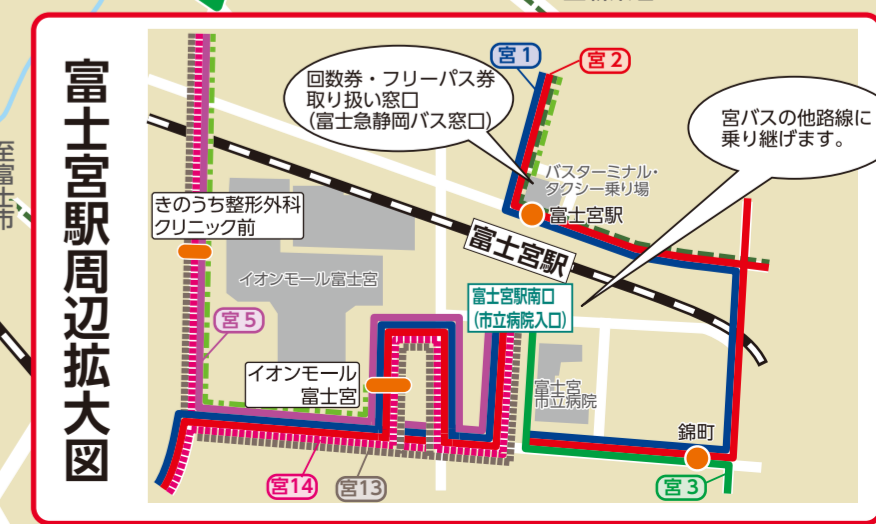 富士宮駅周辺拡大図
至富士市
宮1
宮2
回数券・フリーパス券
取り扱い窓口
(富士急静岡バス窓口)
宮バスの他路線に
乗り継げます。
バスターミナル・
タクシー乗り場
富士宮駅
きのうち整形外科
クリニック前
富士宮駅
イオンモール富士宮
富士宮駅南口
(市立病院入口)
宮5
イオンモール
富士宮
富士宮
市立病院
錦町
宮14
宮13
宮3